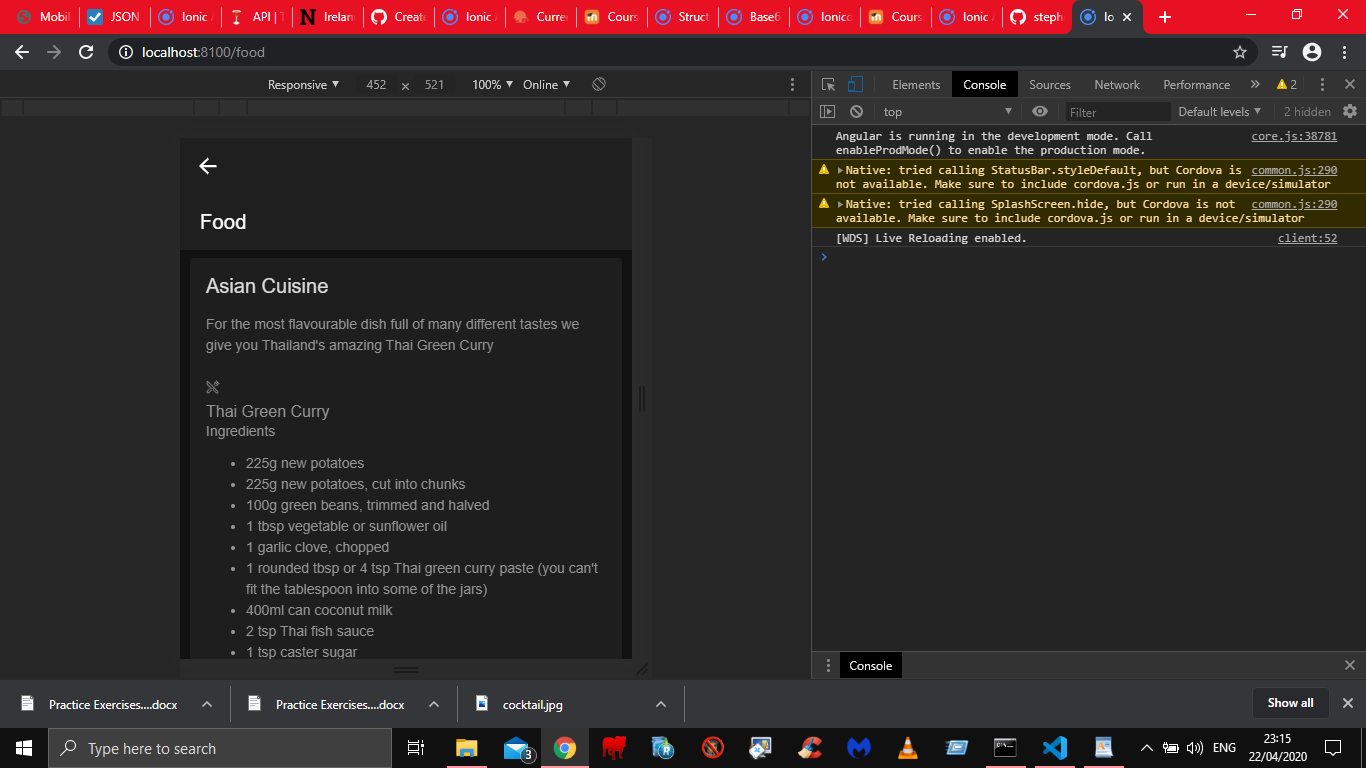 Mobil
JSON
Ionic A
API | T
Ireland
Create
Ionic A
Curre
Cours
Struct
Base6
Ionico
Cours
Ionic A
steph
Io
localhost:8100/food
Responsive
452 x 521
100%
Online
Elements
Console
Sources
Network
Performance
2
top
Filter
Default levels
2 hidden
Angular is running in the development mode. Call core.js:38781
enableProdMode() to enable the production mode.
Native: tried calling StatusBar.styleDefault, but Cordova is common.js:290
not available. Make sure to include cordova.js or run in a device/simulator
Native: tried calling SplashScreen.hide, but Cordova is not common.js:290
available. Make sure to include cordova.js or run in a device/simulator
[WDS] Live Reloading enabled. client:52
Food
Asian Cuisine
For the most flavourable dish full of many different tastes we
give you Thailand's amazing Thai Green Curry
Thai Green Curry
Ingredients
225g new potatoes
225g new potatoes, cut into chunks
100g green beans, trimmed and halved
1 tbsp vegetable or sunflower oil
1 garlic clove, chopped
1 rounded tbsp or 4 tsp Thai green curry paste (you can't
fit the tablespoon into some of the jars)
400ml can coconut milk
2 tsp Thai fish sauce
1 tsp caster sugar
Console
Practice Exercises....docx
Practice Exercises....docx
cocktail.jpg
Show all
Type here to search
3
ENG
23:15
22/04/2020